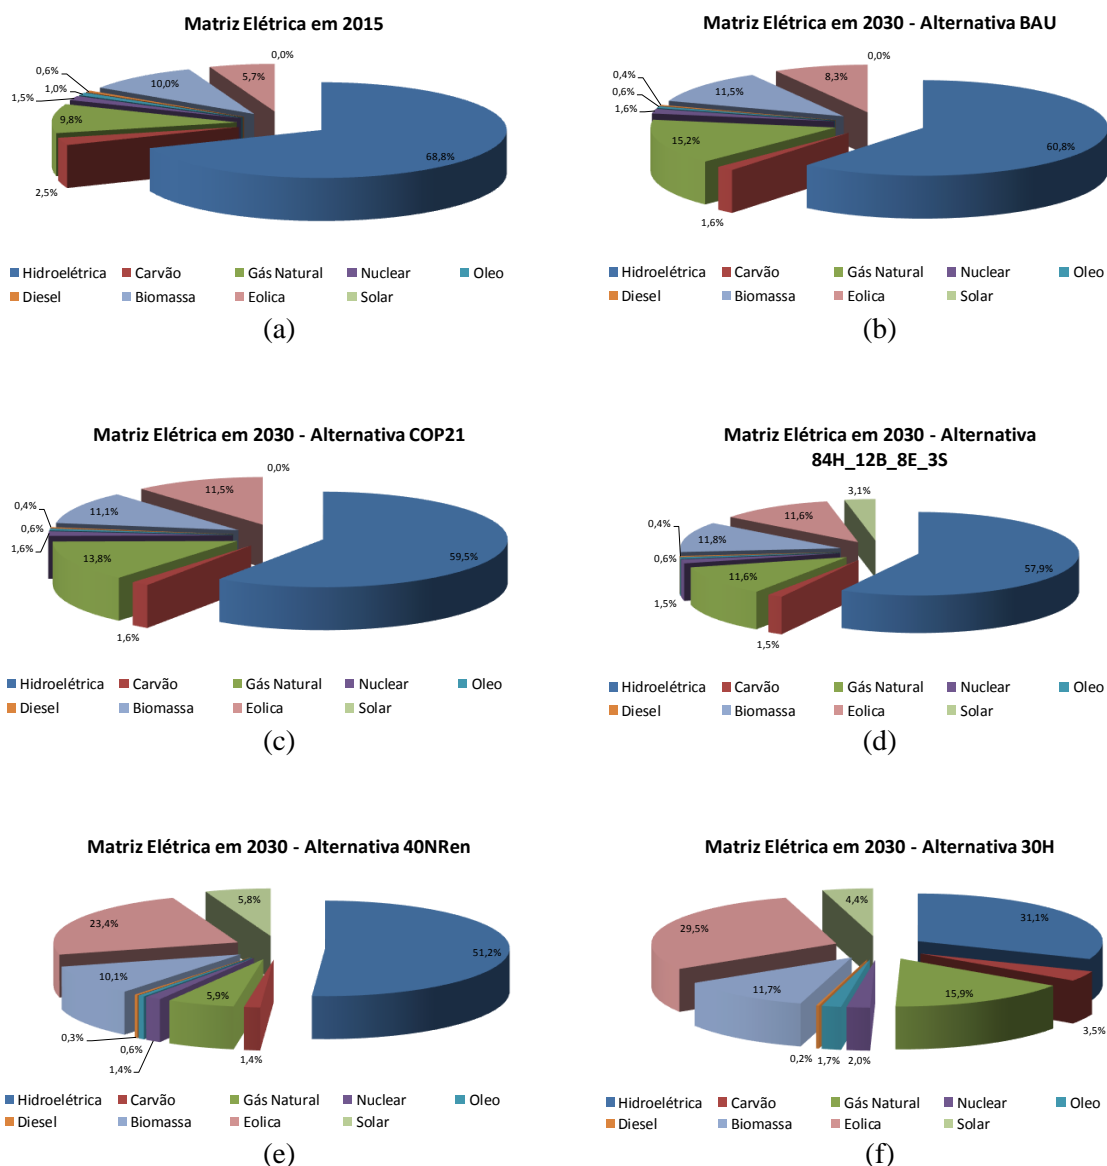 Matriz Elétrica em 2015
0,0%
0,6%
1,0%
1,5%
10,0%
5,7%
9,8%
68,8%
2,5%
Hidroelétrica Carvão Gás Natural Nuclear Oleo
Diesel Biomassa Eolica Solar
(a)
Matriz Elétrica em 2030 - Alternativa BAU
0,0%
0,4%
0,6%
1,6%
11,5%
8,3%
15,2%
60,8%
1,6%
Hidroelétrica Carvão Gás Natural Nuclear Oleo
Diesel Biomassa Eolica Solar
(b)
Matriz Elétrica em 2030 - Alternativa COP21
0,0%
11,5%
0,4%
11,1%
0,6%
1,6%
13,8%
59,5%
1,6%
Hidroelétrica Carvão Gás Natural Nuclear Oleo
Diesel Biomassa Eolica Solar
(c)
Matriz Elétrica em 2030 - Alternativa
84H_12B_8E_3S
3,1%
11,6%
0,4%
11,8%
0,6%
11,6%
57,9%
1,5%
1,5%
Hidroelétrica Carvão Gás Natural Nuclear Oleo
Diesel Biomassa Eolica Solar
(d)
Matriz Elétrica em 2030 - Alternativa 40NRen
5,8%
23,4%
51,2%
10,1%
5,9%
0,3%
0,6%
1,4%
1,4%
Hidroelétrica Carvão Gás Natural Nuclear Oleo
Diesel Biomassa Eolica Solar
(e)
Matriz Elétrica em 2030 - Alternativa 30H
4,4%
29,5%
31,1%
11,7%
15,9%
3,5%
0,2%
1,7%
2,0%
Hidroelétrica Carvão Gás Natural Nuclear Oleo
Diesel Biomassa Eolica Solar
(f)